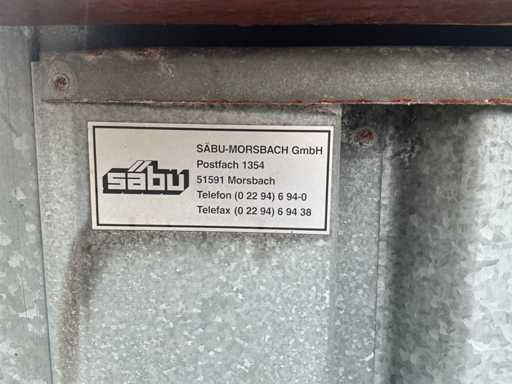 säbu
SÄBU-MORSBACH GmbH
Postfach 1354
51591 Morsbach
Telefon (0 22 94) 6 94-0
Telefax (0 22 94) 6 94 38